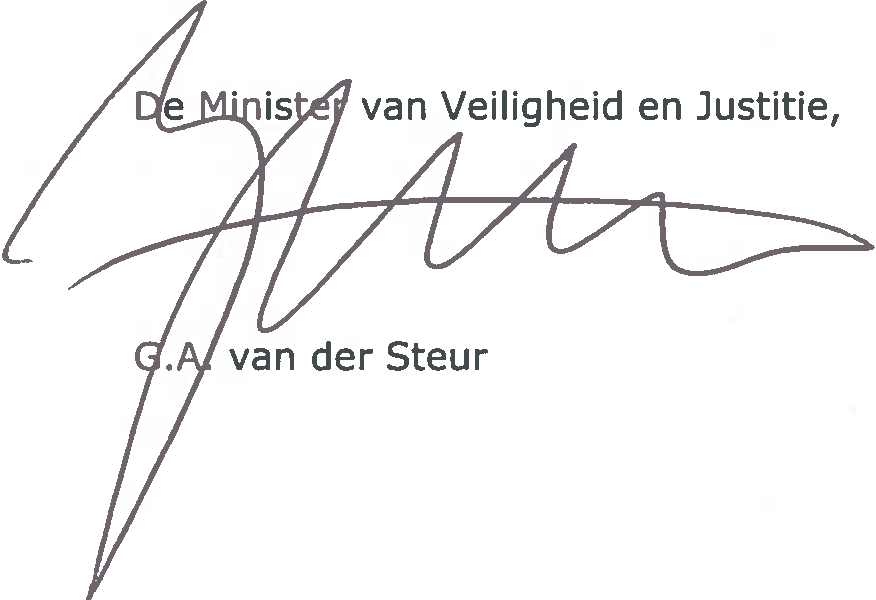 De Minister van Veiligheid en Justitie,
G.A. van der Steur